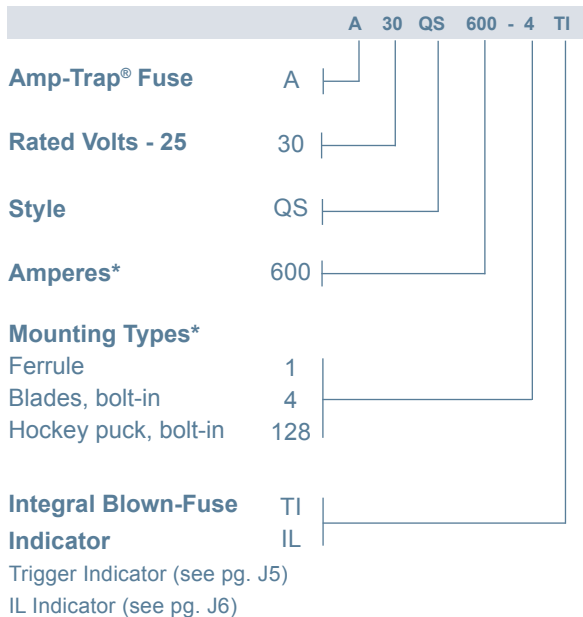 A 30 QS 600 - 4 TI
Amp-Trap® Fuse A
Rated Volts - 25 30
Style QS
Amperes* 600
Mounting Types*
Ferrule 1
Blades, bolt-in 4
Hockey puck, bolt-in 128
Integral Blown-Fuse TI
Indicator IL
Trigger Indicator (see pg. J5)
IL Indicator (see pg. J6)